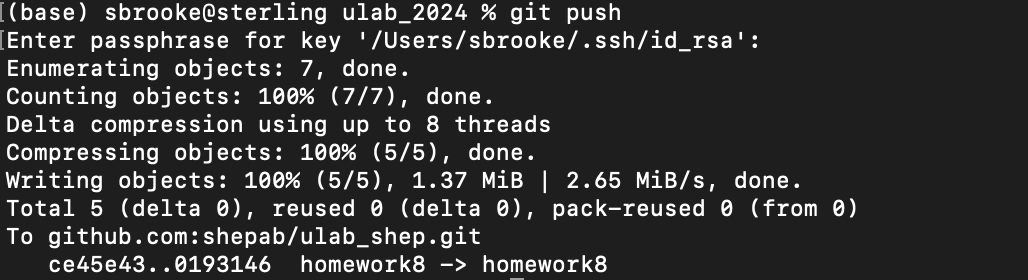 (base) sbrooke@sterling ulab_2024 % git push
Enter passphrase for key '/Users/sbrooke/.ssh/id_rsa':
Enumerating objects: 7, done.
Counting objects: 100% (7/7), done.
Delta compression using up to 8 threads
Compressing objects: 100% (5/5), done.
Writing objects: 100% (5/5), 1.37 MiB | 2.65 MiB/s, done.
Total 5 (delta 0), reused 0 (delta 0), pack-reused 0 (from 0)
To github.com:shepab/ulab_shep.git
   ce45e43..0193146  homework8 -> homework8